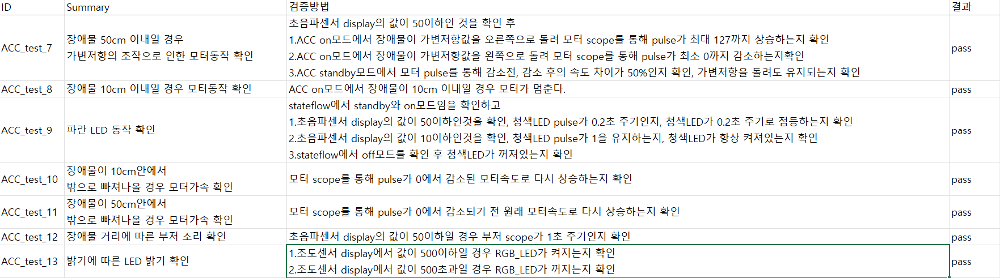 ID Summary 검증방법 결과
ACC_test_7
장애물 50cm 이내일 경우
가변저항의 조작으로 인한 모터동작 확인
초음파센서 display의 값이 50이하인 것을 확인 후
1.ACC on모드에서 장애물이 가변저항값을 오른쪽으로 돌려 모터 scope를 통해 pulse가 최대 127까지 상승하는지 확인
2.ACC on모드에서 장애물이 가변저항값을 왼쪽으로 돌려 모터 scope를 통해 pulse가 최소 0까지 감소하는지확인
3.ACC standby모드에서 모터 pulse를 통해 감소전, 감소 후의 속도 차이가 50%인지 확인, 가변저항을 돌려도 유지되는지 확인
pass
ACC_test_8 장애물 10cm 이내일 경우 모터동작 확인 ACC on모드에서 장애물이 10cm 이내일 경우 모터가 멈춘다. pass
ACC_test_9
파란 LED 동작 확인
stateflow에서 standby와 on모드임을 확인하고
1.초음파센서 display의 값이 50이하인것을 확인, 청색LED pulse가 0.2초 주기인지, 청색LED가 0.2초 주기로 점등하는지 확인
2.초음파센서 display의 값이 10이하인것을 확인, 청색LED pulse가 1을 유지하는지, 청색LED가 항상 켜져있는지 확인
3.stateflow에서 off모드를 확인 후 청색LED가 꺼져있는지 확인
pass
ACC_test_10
장애물이 10cm안에서
밖으로 빠져나올 경우 모터가속 확인
모터 scope를 통해 pulse가 0에서 감소된 모터속도로 다시 상승하는지 확인
pass
ACC_test_11
장애물이 50cm안에서
밖으로 빠져나올 경우 모터가속 확인
모터 scope를 통해 pulse가 0에서 감소되기 전 원래 모터속도로 다시 상승하는지 확인
pass
ACC_test_12 장애물 거리에 따른 부저 소리 확인 초음파센서 display의 값이 50이하일 경우 부저 scope가 1초 주기인지 확인 pass
ACC_test_13
밝기에 따른 LED 밝기 확인
1.조도센서 display에서 값이 500이하일 경우 RGB_LED가 켜지는지 확인
2.조도센서 display에서 값이 500초과일 경우 RGB_LED가 꺼지는지 확인
pass